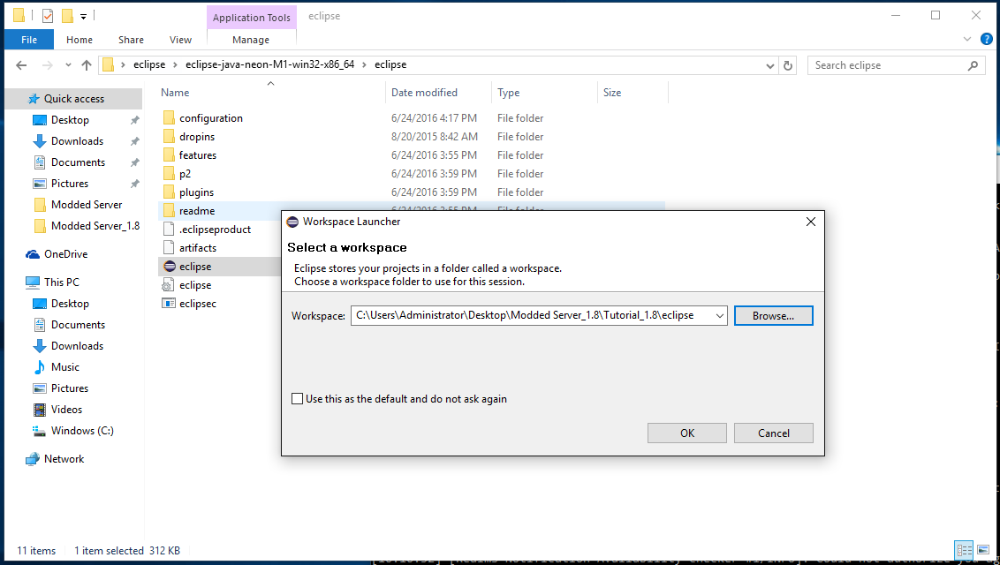 Application Tools
eclipse
File
Home
Share
View
Manage
eclipse
eclipse-java-neon-M1-win32-x86_64
eclipse
Search eclipse
Name
Date modified
Type
Size
Quick access
Desktop
Downloads
Documents
Pictures
Modded Server
Modded Server_1.8
OneDrive
This PC
Desktop
Documents
Downloads
Music
Pictures
Videos
Windows (C:)
Network
configuration 6/24/2016 4:17 PM File folder
dropins 8/20/2015 8:42 AM File folder
features 6/24/2016 3:55 PM File folder
p2 6/24/2016 3:59 PM File folder
plugins 6/24/2016 3:59 PM File folder
readme 6/24/2016 3:55 PM File folder
.eclipseproduct
artifacts
eclipse
eclipse
eclipsec
Workspace Launcher
Select a workspace
Eclipse stores your projects in a folder called a workspace.
Choose a workspace folder to use for this session.
Workspace:
C:\Users\Administrator\Desktop\Modded Server_1.8\Tutorial_1.8\eclipse
Browse...
Use this as the default and do not ask again
OK
Cancel
11 items
1 item selected 312 KB